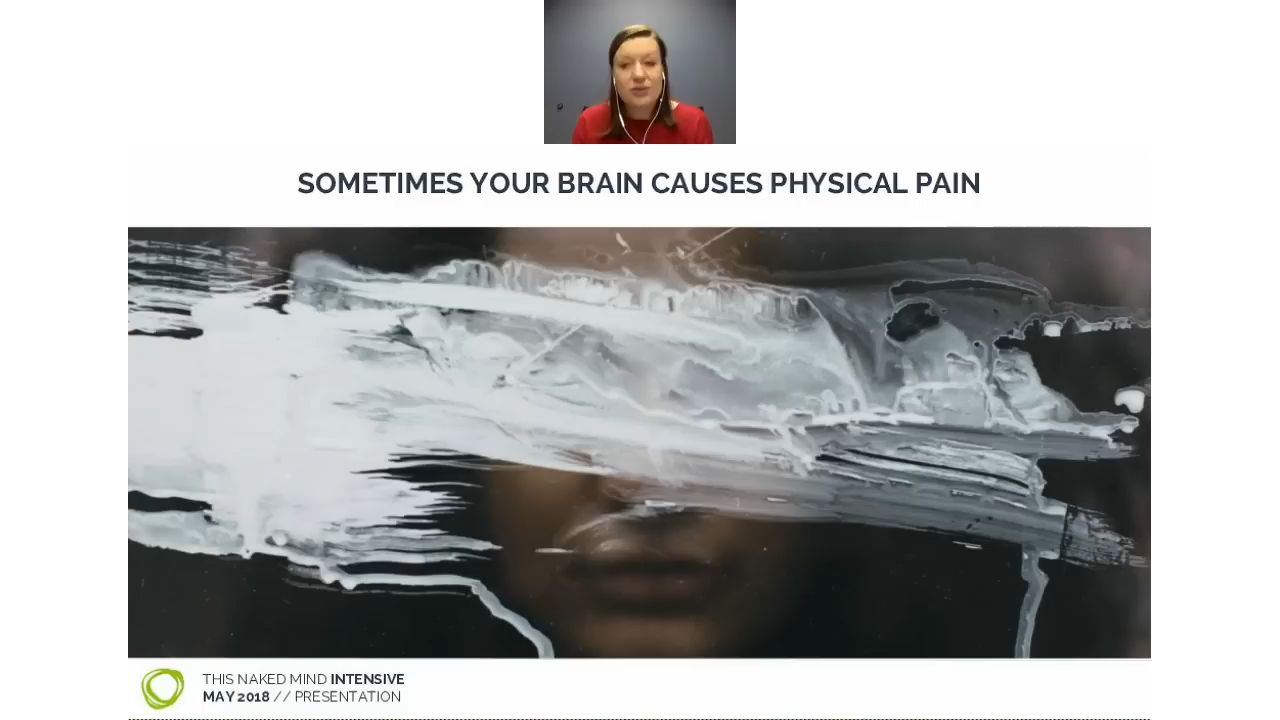 SOMETIMES YOUR BRAIN CAUSES PHYSICAL PAIN
THIS NAKED MIND INTENSIVE
MAY 2018 // PRESENTATION